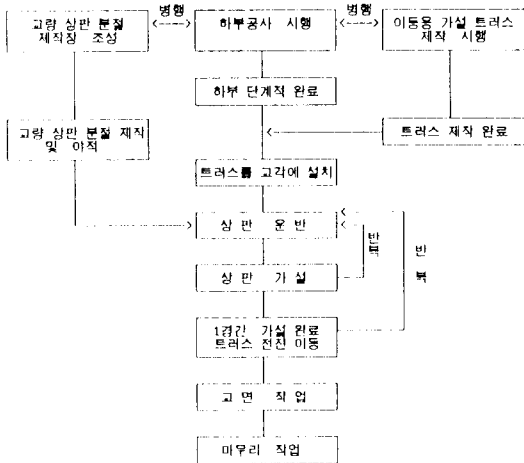 교량 상판 분절
제작장 조성
병행
하부공사 시행
병행
이동용 가설 트러스
제작 시행
하부 단계적 완료
교량 상판 분절 제작
및 야적
트러스 제작 완료
트러스를 교각에 설치
상판 운반
반복
반복
상판 가설
1경간 가설 완료
트러스 전진 이동
교면 작업
마무리 작업